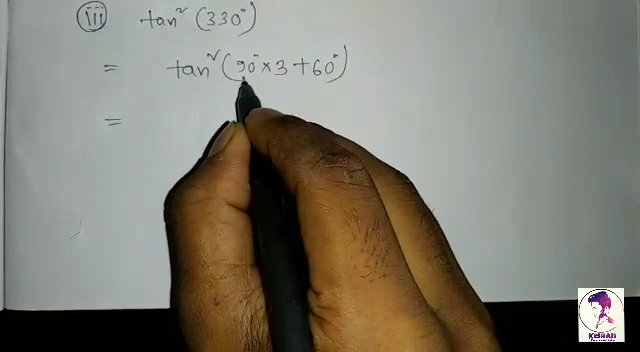 (iii) tan² (330°)
= tan² (90° × 3 + 60°)
=